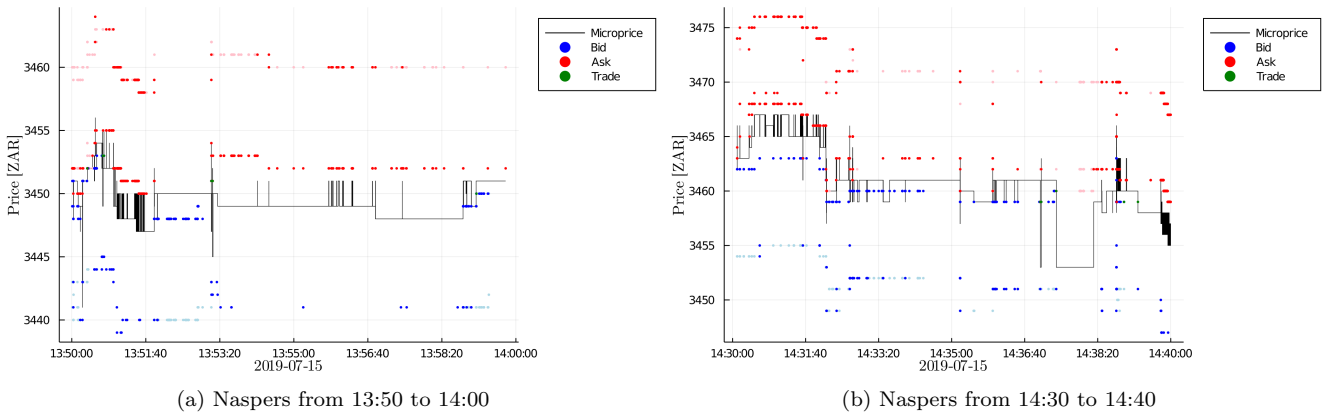 3460
3455
3450
3445
3440
Price [ZAR]
13:50:00 13:51:40 13:53:20 13:55:00 13:56:40 13:58:20 14:00:00
2019-07-15
Microprice
Bid
Ask
Trade
(a) Naspers from 13:50 to 14:00
3475
3470
3465
3460
3455
3450
Price [ZAR]
14:30:00 14:31:40 14:33:20 14:35:00 14:36:40 14:38:20 14:40:00
2019-07-15
Microprice
Bid
Ask
Trade
(b) Naspers from 14:30 to 14:40